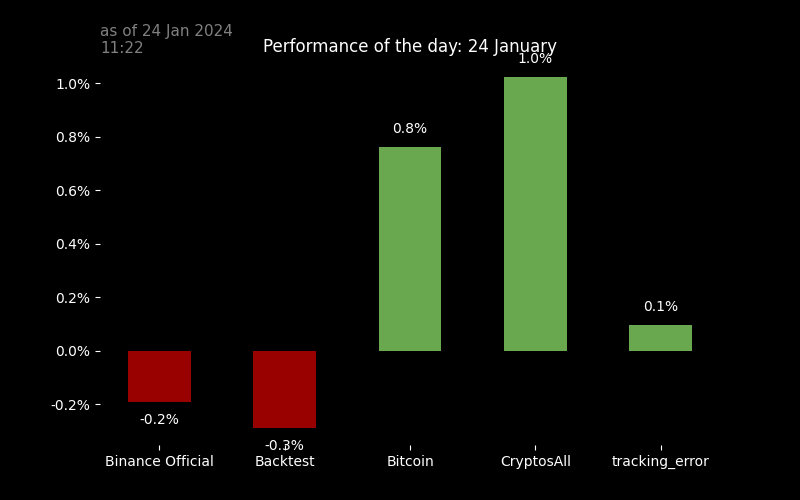 as of 24 Jan 2024
11:22
Performance of the day: 24 January
1.0%
1.0%
0.8%
0.8%
0.6%
0.4%
0.2%
0.1%
0.0%
-0.2%
-0.2%
-0.3%
Binance Official
Backtest
Bitcoin
CryptosAll
tracking_error